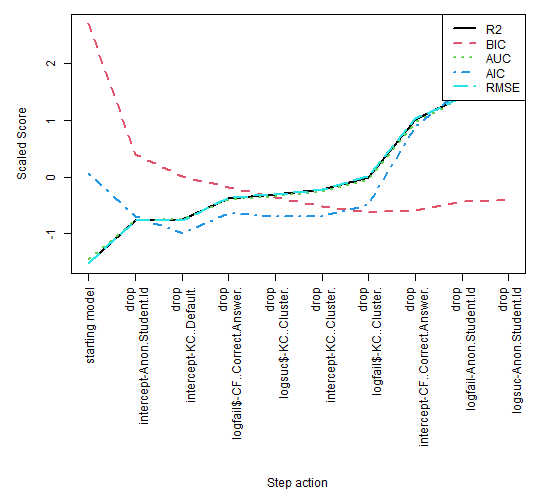 R2
BIC
AUC
AIC
RMSE
Scaled Score
2
1
0
-1
starting model
drop
intercept-Anon.Student.Id
drop
intercept-KC..Default.
drop
logfail$-CF..Correct.Answer.
drop
logsuc$-KC..Cluster.
drop
intercept-KC..Cluster.
drop
logfail$-KC..Cluster.
drop
intercept-CF..Correct.Answer.
drop
logfail-Anon.Student.Id
drop
logsuc-Anon.Student.Id
Step action